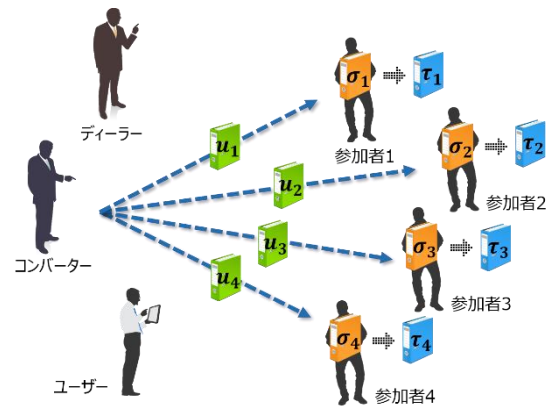 σ₁
τ₁
ディーラー
u₁
参加者1
σ₂
τ₂
u₂
参加者2
u₃
σ₃
τ₃
コンバーター
u₄
参加者3
σ₄
τ₄
ユーザー
参加者4